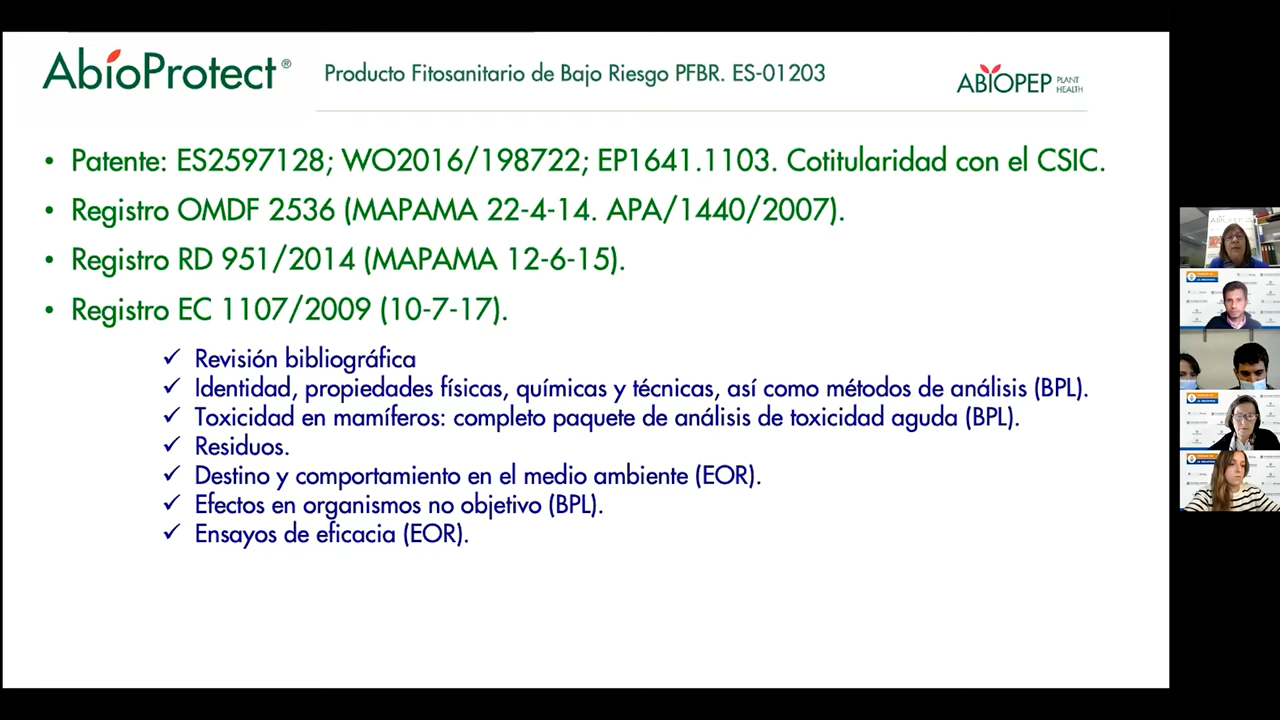 AbioProtect®
Producto Fitosanitario de Bajo Riesgo PFBR. ES-01203
ABIOPEP PLANT HEALTH
• Patente: ES2597128; WO2016/198722; EP1641.1103. Cotitularidad con el CSIC.
• Registro OMDF 2536 (MAPAMA 22-4-14. APA/1440/2007).
• Registro RD 951/2014 (MAPAMA 12-6-15).
• Registro EC 1107/2009 (10-7-17).
✓ Revisión bibliográfica
✓ Identidad, propiedades físicas, químicas y técnicas, así como métodos de análisis (BPL).
✓ Toxicidad en mamíferos: completo paquete de análisis de toxicidad aguda (BPL).
✓ Residuos.
✓ Destino y comportamiento en el medio ambiente (EOR).
✓ Efectos en organismos no objetivo (BPL).
✓ Ensayos de eficacia (EOR).